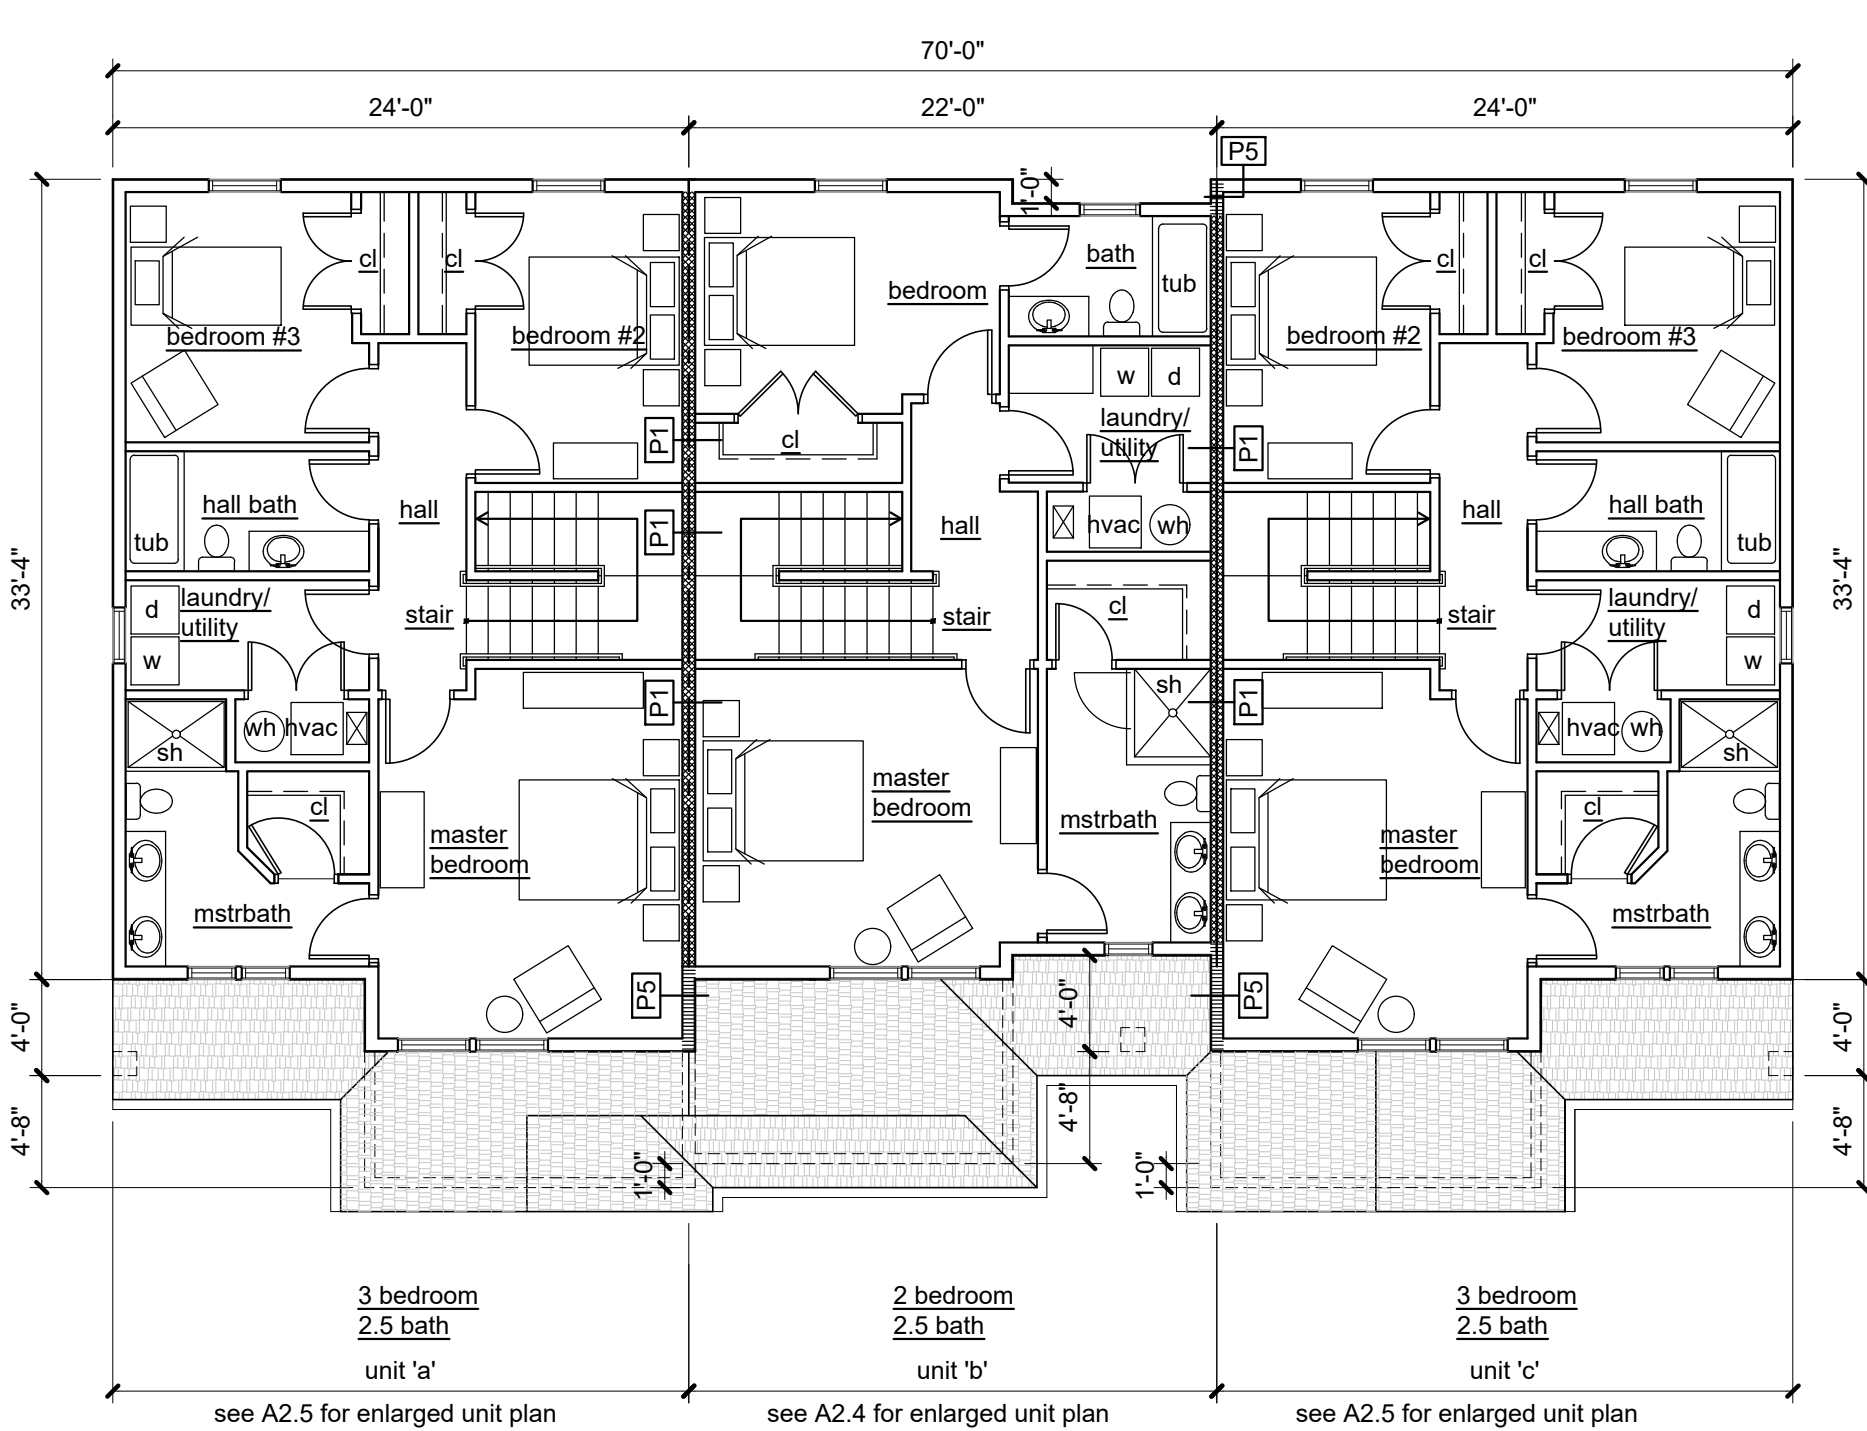 70'-0"
24'-0"
22'-0"
24'-0"
P5
1'-0"
cl
cl
bedroom #3
bedroom #2
bedroom
bath
tub
cl
cl
bedroom #2
bedroom #3
w
d
P1
cl
laundry/
utility
P1
hall bath
tub
hall
P1
hall
hvac
wh
hall
hall bath
tub
33'-4"
33'-4"
d
w
laundry/
utility
stair
stair
cl
stair
laundry/
utility
d
w
sh
wh
hvac
P1
sh
P1
hvac
wh
sh
cl
master
bedroom
master
bedroom
mstrbath
master
bedroom
cl
mstrbath
mstrbath
P5
P5
4'-0"
4'-0"
4'-0"
4'-8"
4'-8"
4'-8"
1'-0"
1'-0"
3 bedroom
2.5 bath
2 bedroom
2.5 bath
3 bedroom
2.5 bath
unit 'a'
unit 'b'
unit 'c'
see A2.5 for enlarged unit plan
see A2.4 for enlarged unit plan
see A2.5 for enlarged unit plan